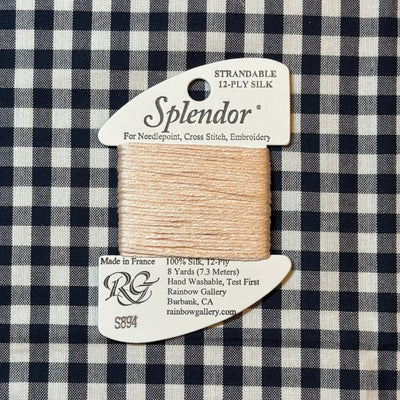 STRANDABLE
12-PLY SILK
Splendor®
For Needlepoint, Cross Stitch, Embroidery
Made in France
RG
S894
100% Silk, 12-Ply
8 Yards (7.3 Meters)
Hand Washable, Test First
Rainbow Gallery
Burbank, CA
rainbowgallery.com